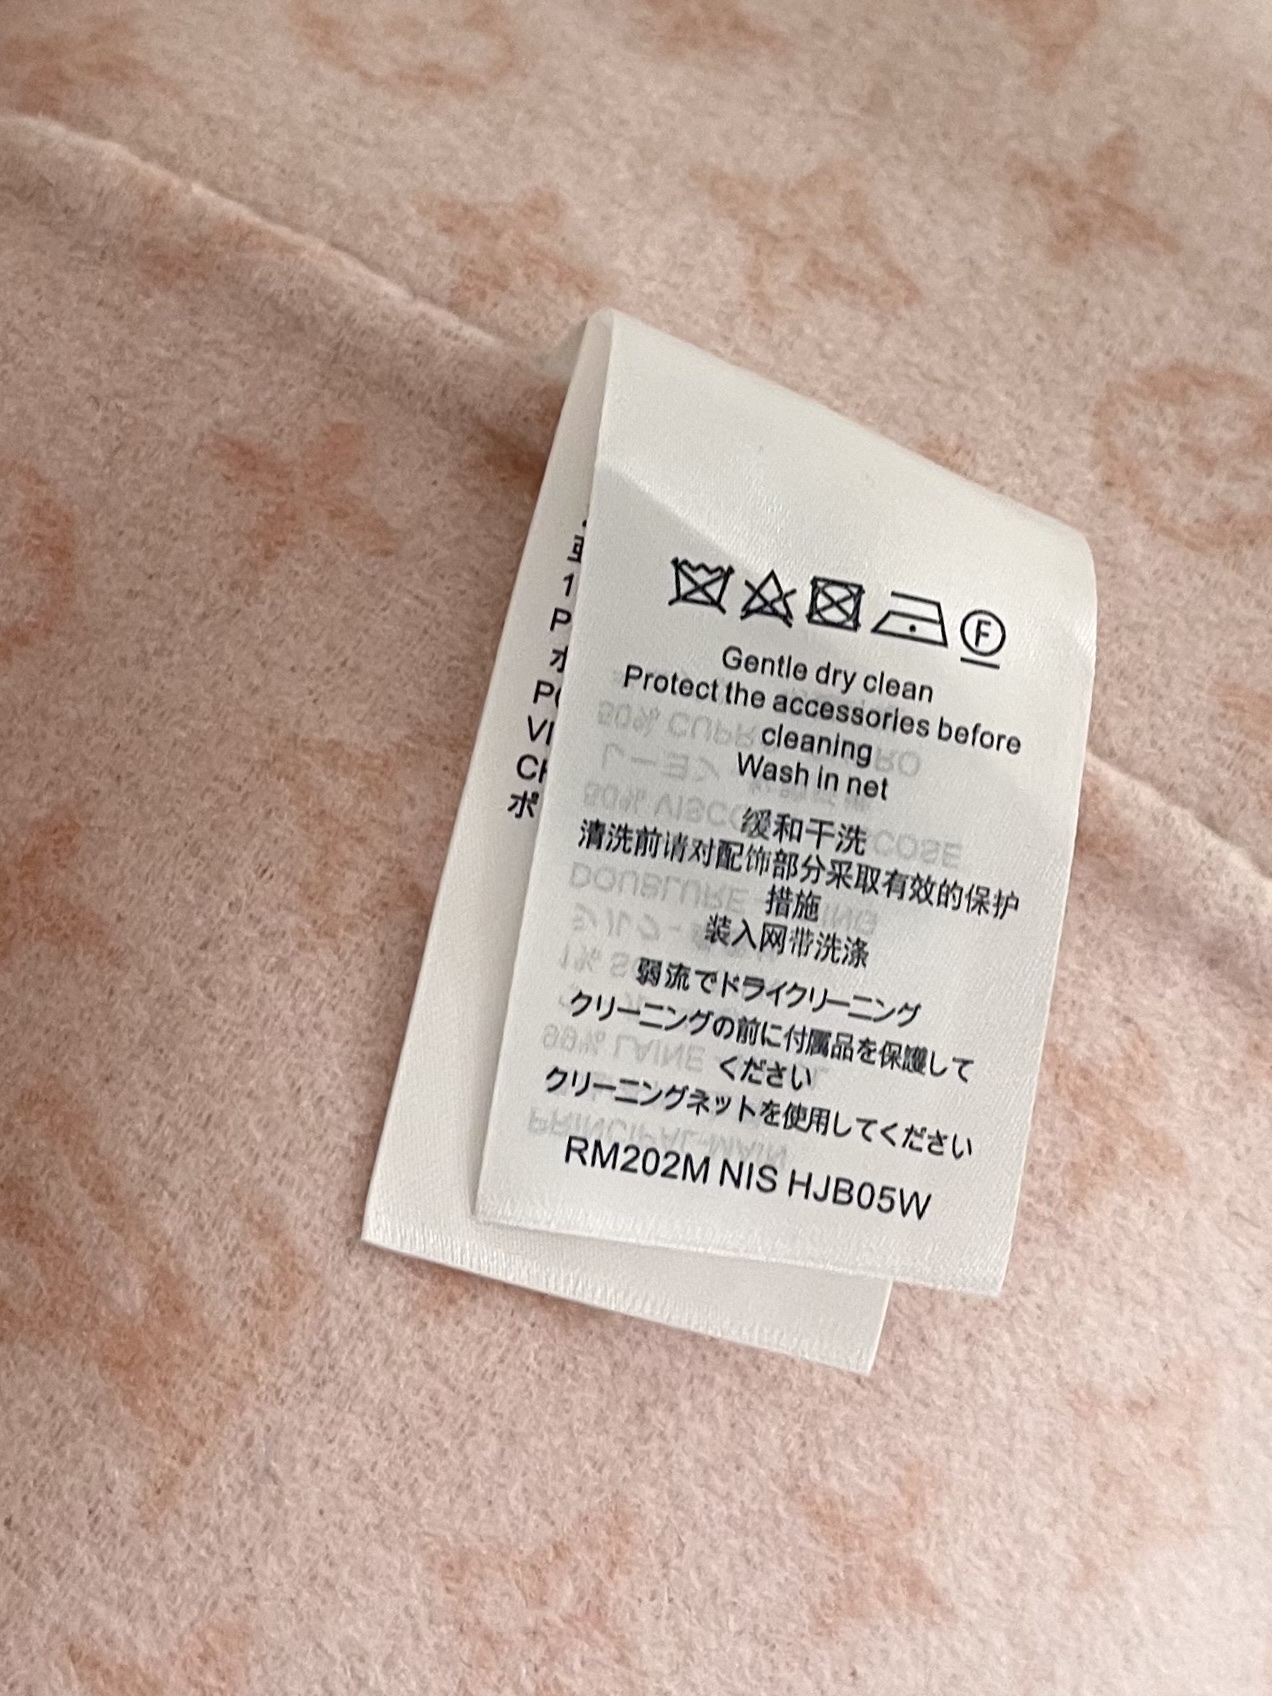 F
Gentle dry clean
Protect the accessories before
cleaning
Wash in net
缓和干洗
清洗前请对配饰部分采取有效的保护
措施
装入网带洗涤
弱流でドライクリーニング
クリーニングの前に付属品を保護して
ください
クリーニングネットを使用してください
RM202M NIS HJB05W